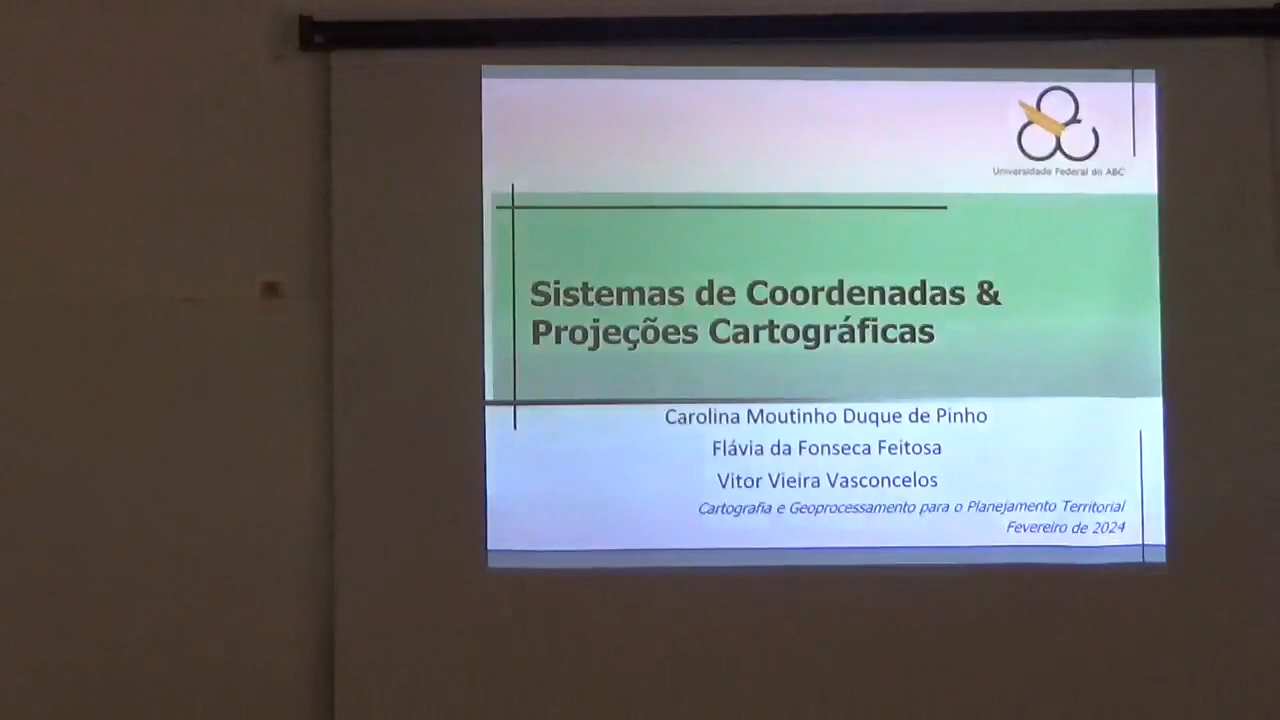 Universidade Federal do ABC
Sistemas de Coordenadas &
Projeções Cartográficas
Carolina Moutinho Duque de Pinho
Flávia da Fonseca Feitosa
Vitor Vieira Vasconcelos
Cartografia e Geoprocessamento para o Planejamento Territorial
Fevereiro de 2024